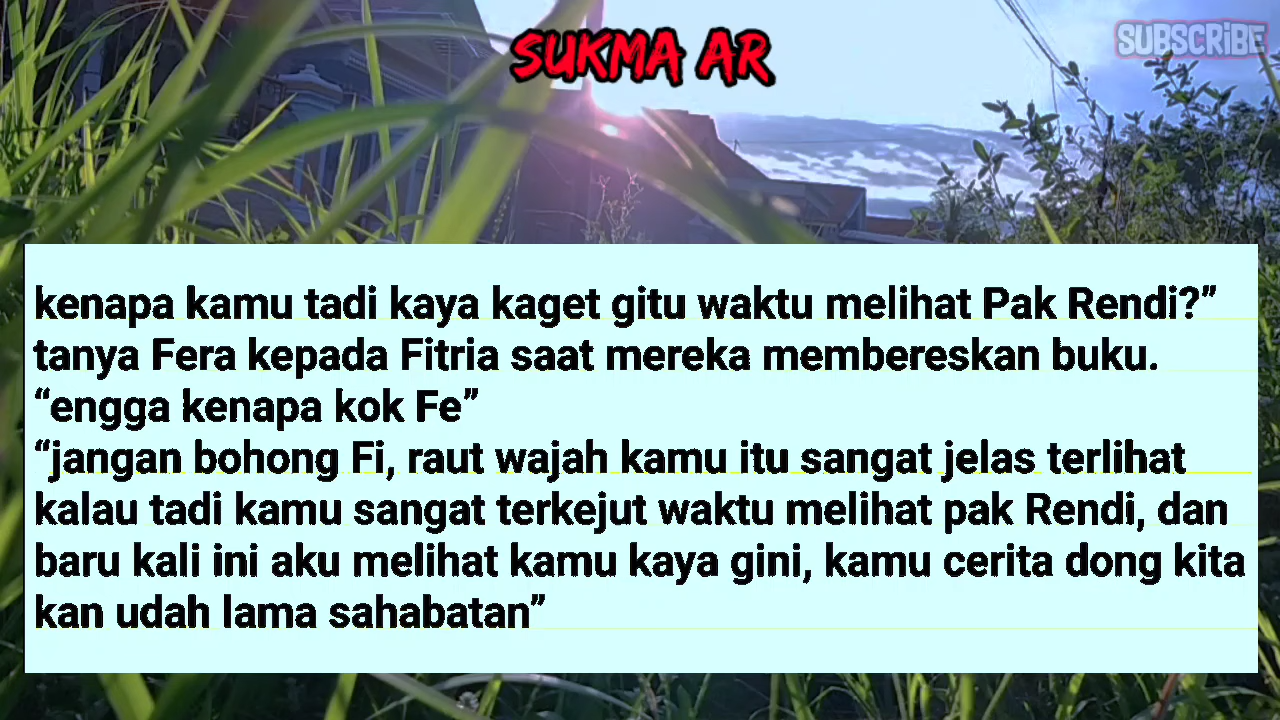 SUKMA AR
SUBSCRiBE
kenapa kamu tadi kaya kaget gitu waktu melihat Pak Rendi?”
tanya Fera kepada Fitria saat mereka membereskan buku.
“engga kenapa kok Fe”
“jangan bohong Fi, raut wajah kamu itu sangat jelas terlihat
kalau tadi kamu sangat terkejut waktu melihat pak Rendi, dan
baru kali ini aku melihat kamu kaya gini, kamu cerita dong kita
kan udah lama sahabatan”